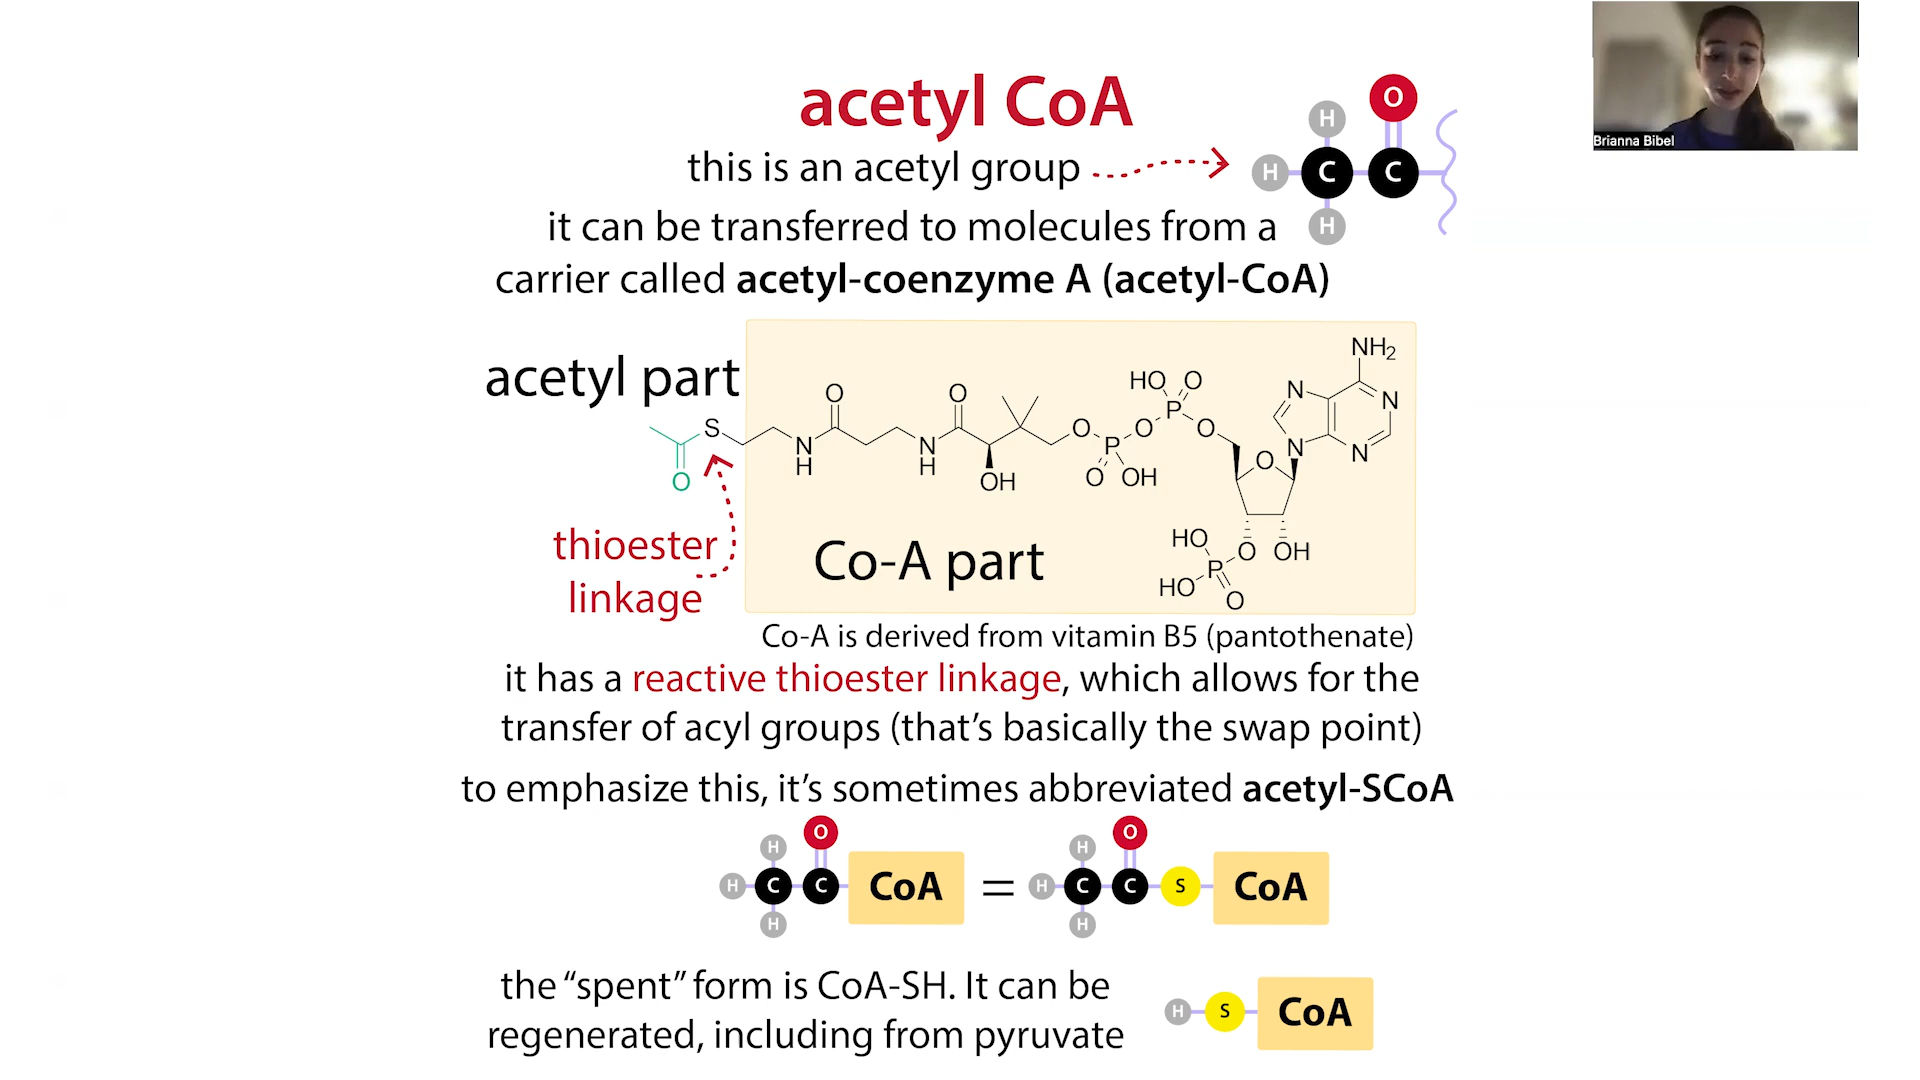 acetyl CoA
this is an acetyl group
H
O
H
C
C
H
it can be transferred to molecules from a
carrier called acetyl-coenzyme A (acetyl-CoA)
Brianna Bibel
acetyl part
NH2
N
N
N
N
HO O
P
O
O
O
O
O
P
O OH
S
N
H
N
H
OH
O
O
thioester
linkage
Co-A part
HO
O
OH
P
HO
O
Co-A is derived from vitamin B5 (pantothenate)
it has a reactive thioester linkage, which allows for the
transfer of acyl groups (that's basically the swap point)
to emphasize this, it's sometimes abbreviated acetyl-SCoA
H
O
H C C CoA
H
=
H
O
H C C S CoA
H
the “spent” form is CoA-SH. It can be
regenerated, including from pyruvate
H S CoA